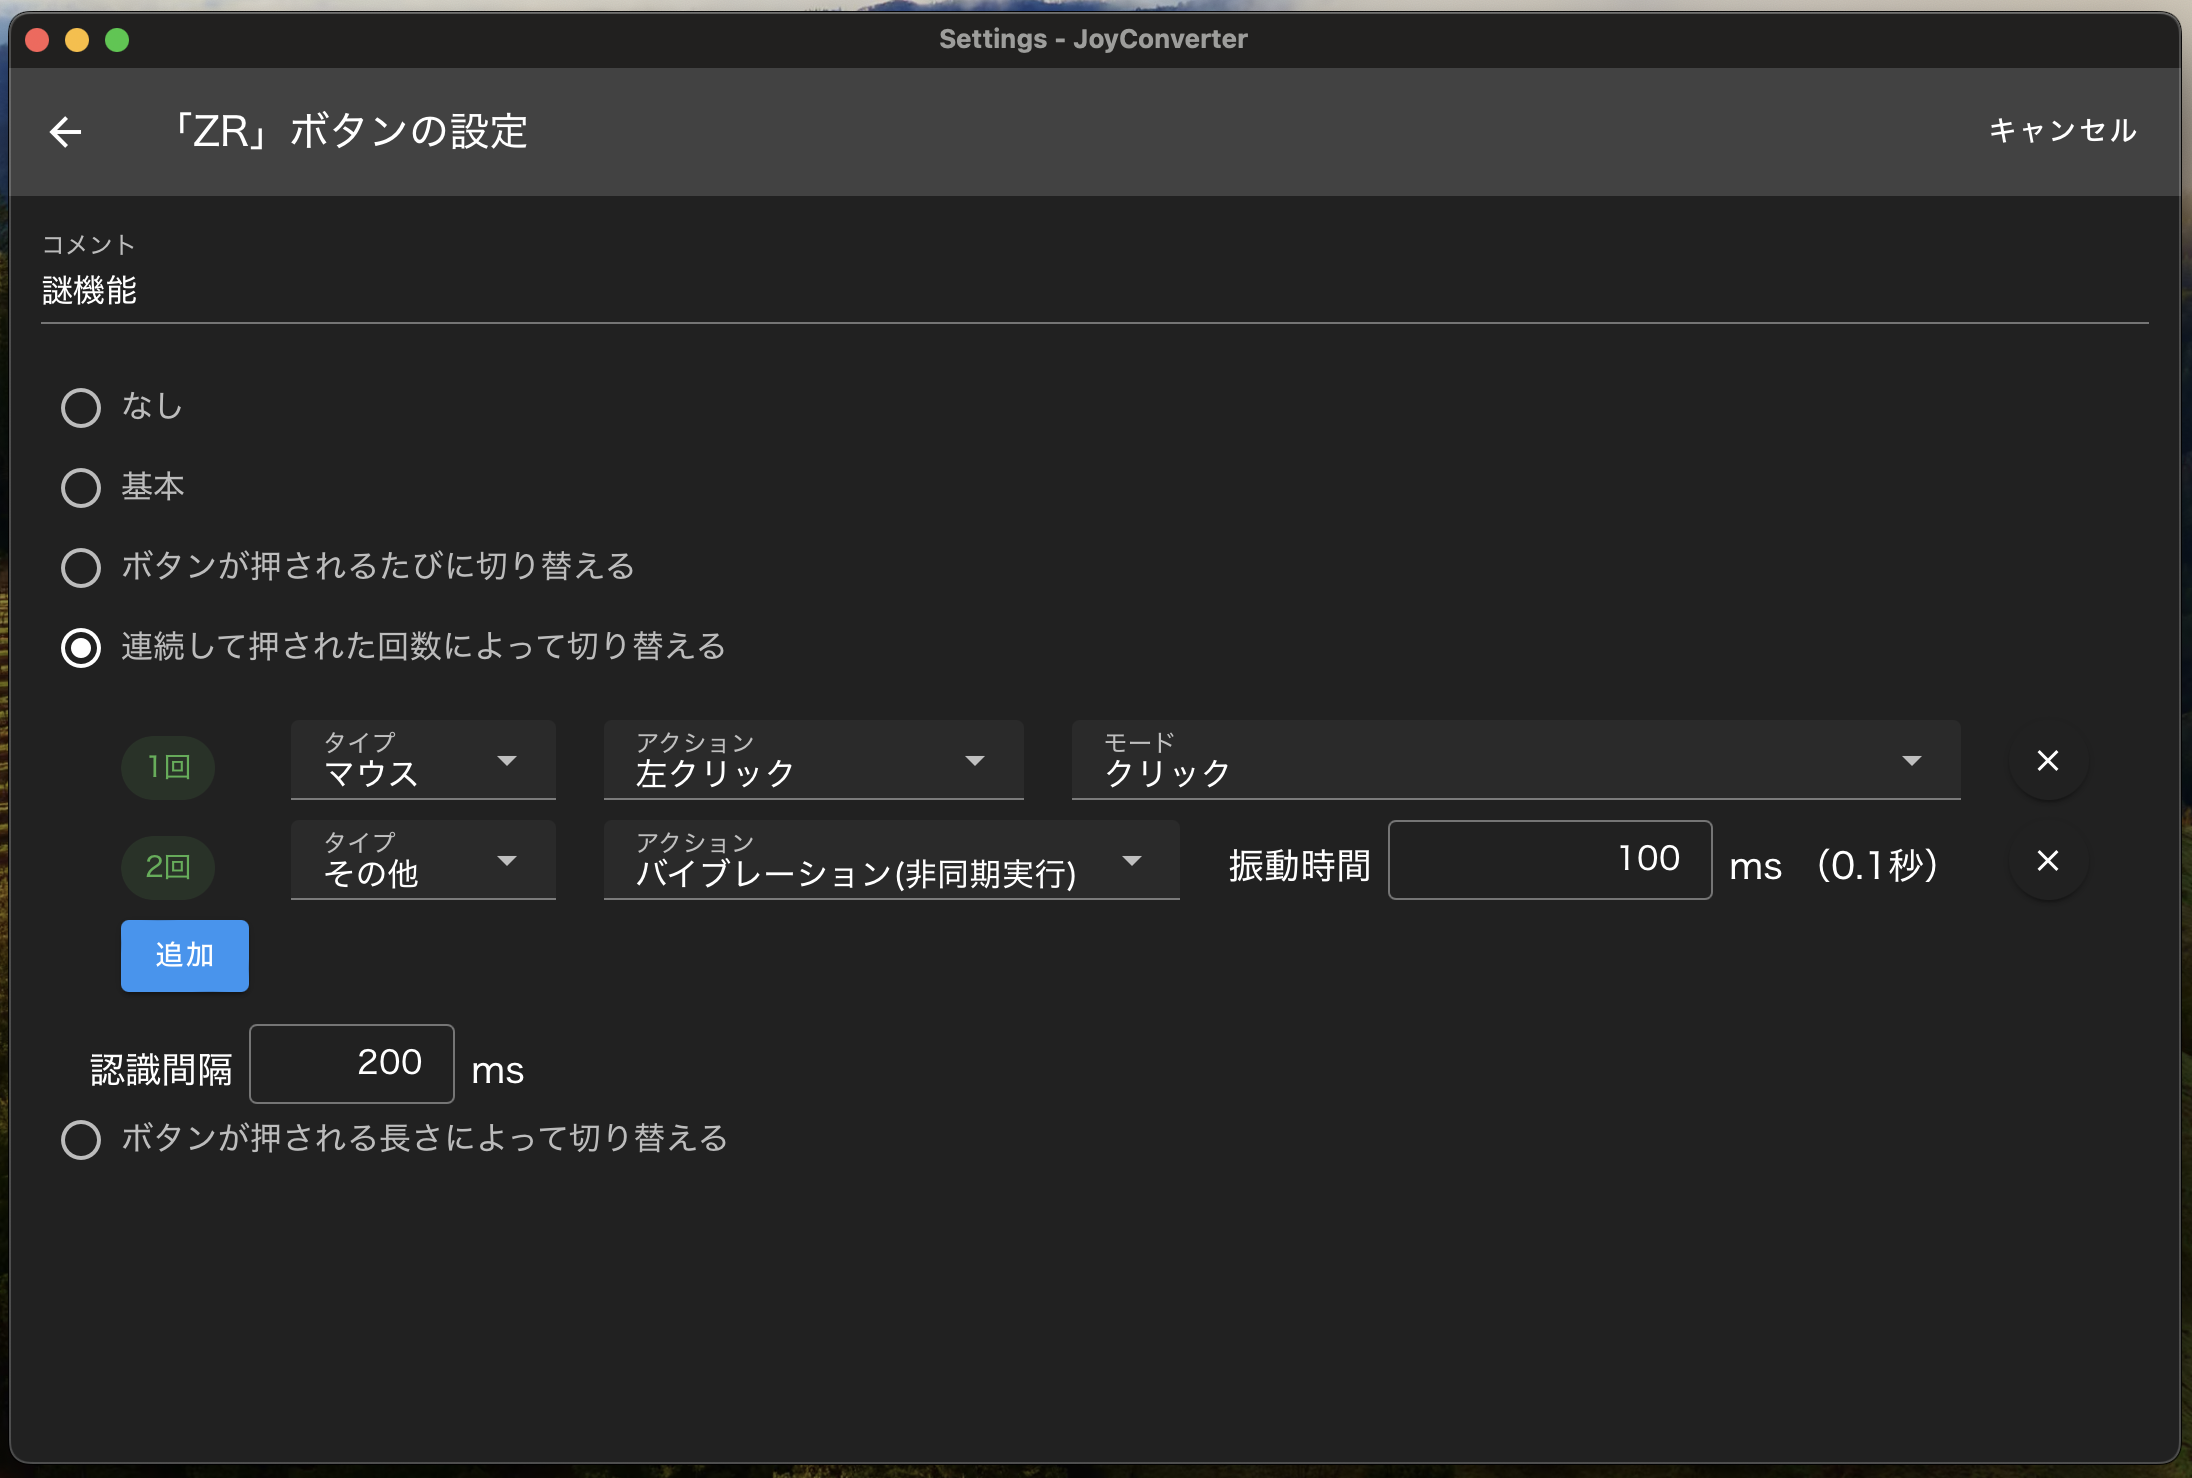 Settings - JoyConverter
「ZR」ボタンの設定
キャンセル
コメント
謎機能
なし
基本
ボタンが押されるたびに切り替える
連続して押された回数によって切り替える
1回 タイプ マウス アクション 左クリック モード クリック
2回 タイプ その他 アクション バイブレーション(非同期実行) 振動時間 100 ms （0.1秒）
追加
認識間隔 200 ms
ボタンが押される長さによって切り替える